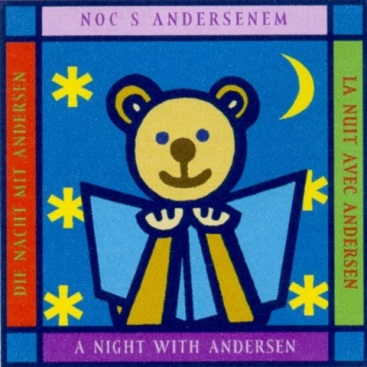 NOC S ANDERSENEM
DIE NACHT MIT ANDERSEN
LA NUIT AVEC ANDERSEN
A NIGHT WITH ANDERSEN